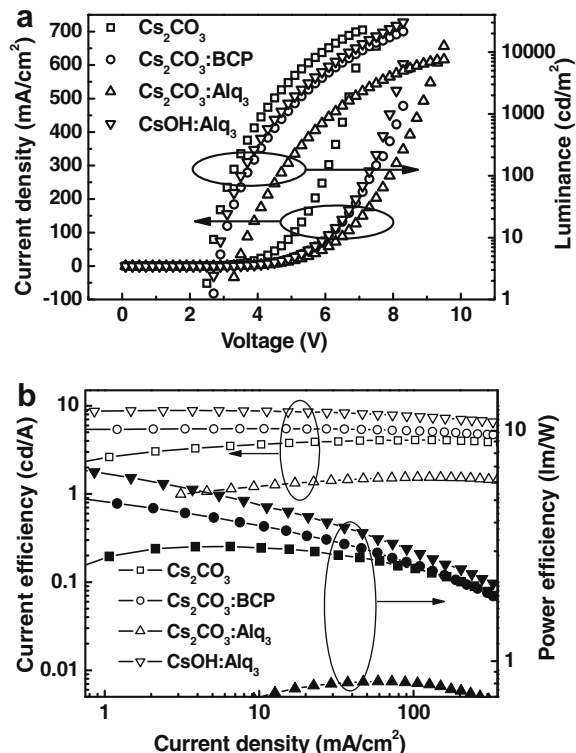 a
700
600
500
400
300
200
100
0
-100
Current density (mA/cm²)
Cs₂CO₃
Cs₂CO₃:BCP
Cs₂CO₃:Alq₃
CsOH:Alq₃
10000
1000
100
10
1
Luminance (cd/m²)
0 2 4 6 8 10
Voltage (V)
b
10
1
0.1
0.01
Current efficiency (cd/A)
Cs₂CO₃
Cs₂CO₃:BCP
Cs₂CO₃:Alq₃
CsOH:Alq₃
10
1
Power efficiency (lm/W)
1 10 100
Current density (mA/cm²)